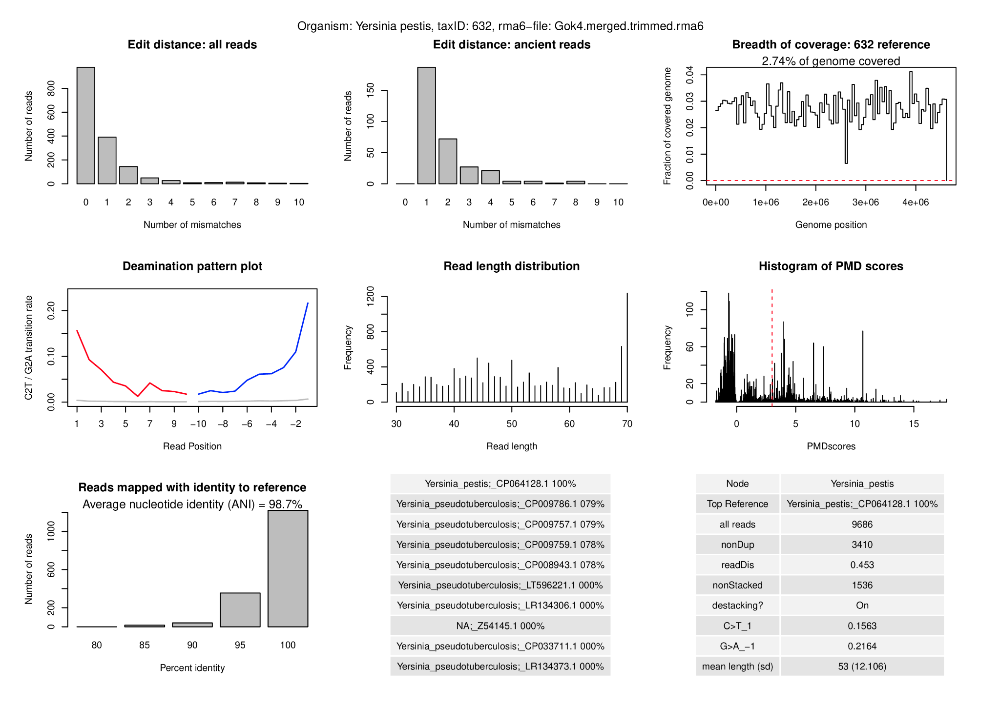 Organism: Yersinia pestis, taxID: 632, rma6−file: Gok4.merged.trimmed.rma6
Edit distance: all reads
Number of reads
0 200 400 600 800
0 1 2 3 4 5 6 7 8 9 10
Number of mismatches
Edit distance: ancient reads
Number of reads
0 50 100 150
0 1 2 3 4 5 6 7 8 9 10
Number of mismatches
Breadth of coverage: 632 reference
2.74% of genome covered
Fraction of covered genome
0.00 0.01 0.02 0.03 0.04
0e+00 1e+06 2e+06 3e+06 4e+06
Genome position
Deamination pattern plot
C2T / G2A transition rate
0.00 0.10 0.20
1 3 5 7 9 −10 −8 −6 −4 −2
Read Position
Read length distribution
Frequency
0 400 800 1200
30 40 50 60 70
Read length
Histogram of PMD scores
Frequency
0 20 60 100
0 5 10 15
PMDscores
Reads mapped with identity to reference
Average nucleotide identity (ANI) = 98.7%
Number of reads
0 200 600 1000
80 85 90 95 100
Percent identity
Yersinia_pestis;_CP064128.1 100%
Yersinia_pseudotuberculosis;_CP009786.1 079%
Yersinia_pseudotuberculosis;_CP009757.1 079%
Yersinia_pseudotuberculosis;_CP009759.1 078%
Yersinia_pseudotuberculosis;_CP008943.1 078%
Yersinia_pseudotuberculosis;_LT596221.1 000%
Yersinia_pseudotuberculosis;_LR134306.1 000%
NA;_Z54145.1 000%
Yersinia_pseudotuberculosis;_CP033711.1 000%
Yersinia_pseudotuberculosis;_LR134373.1 000%
Node Yersinia_pestis
Top Reference Yersinia_pestis;_CP064128.1 100%
all reads 9686
nonDup 3410
readDis 0.453
nonStacked 1536
destacking? On
C>T_1 0.1563
G>A_−1 0.2164
mean length (sd) 53 (12.106)